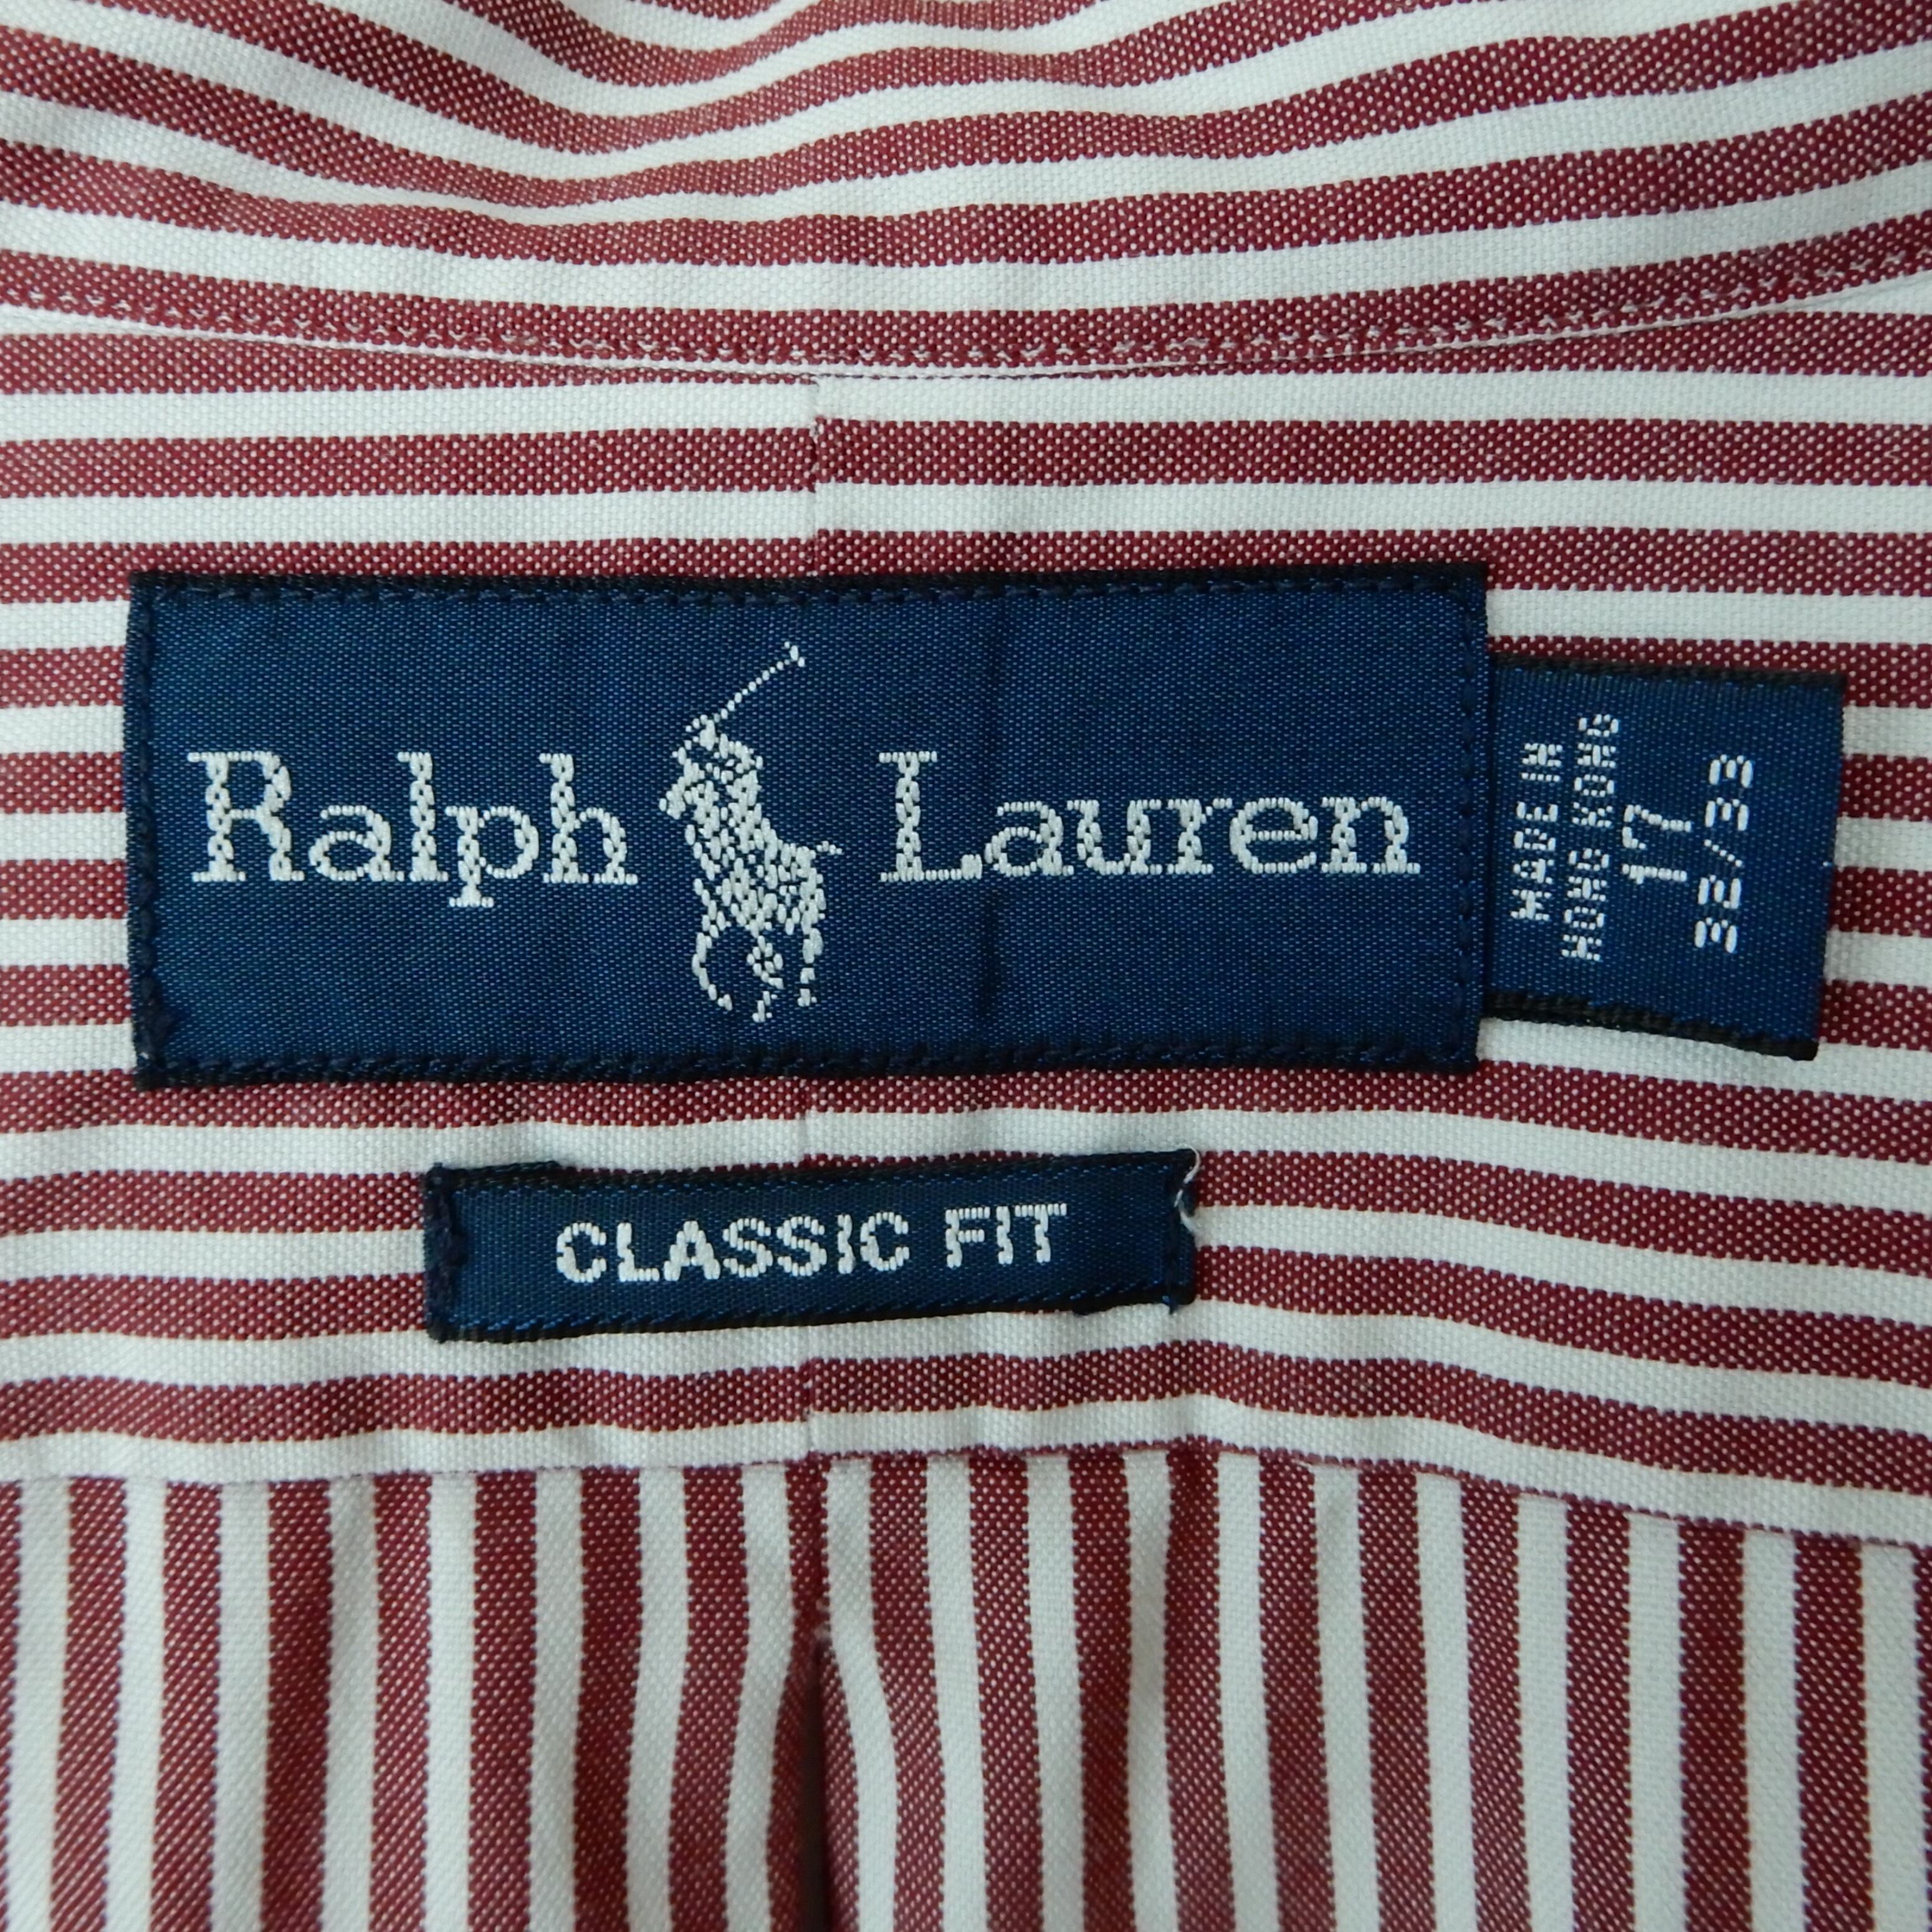 Ralph Lauren
MADE IN
HONG KONG
17
32/33
CLASSIC FIT